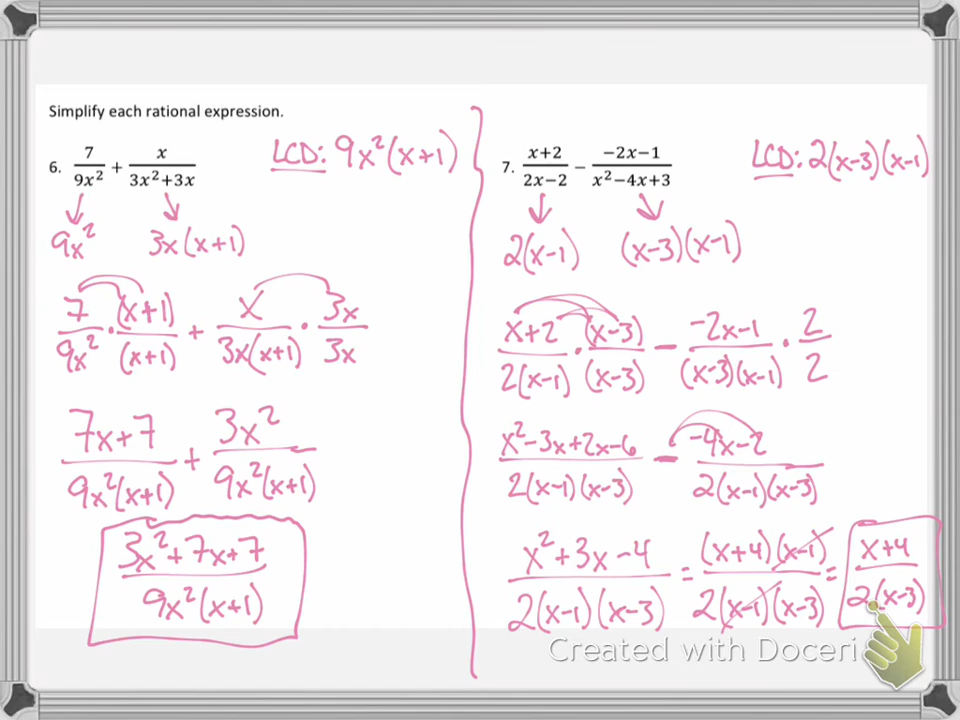 Simplify each rational expression.
6. 7/9x² + x/3x²+3x
LCD: 9x²(x+1)
9x² 3x(x+1)
7/9x² · (x+1)/(x+1) + x/3x(x+1) · 3x/3x
7x+7/9x²(x+1) + 3x²/9x²(x+1)
3x²+7x+7/9x²(x+1)
7. x+2/2x−2 − −2x−1/x²−4x+3
LCD: 2(x-3)(x-1)
2(x-1) (x-3)(x-1)
x+2/2(x-1) · (x-3)/(x-3) − -2x-1/(x-3)(x-1) · 2/2
x²-3x+2x-6/2(x-1)(x-3) − -4x-2/2(x-1)(x-3)
x²+3x-4/2(x-1)(x-3) = (x+4)(x-1)/2(x-1)(x-3) = x+4/2(x-3)
Created with Doceri